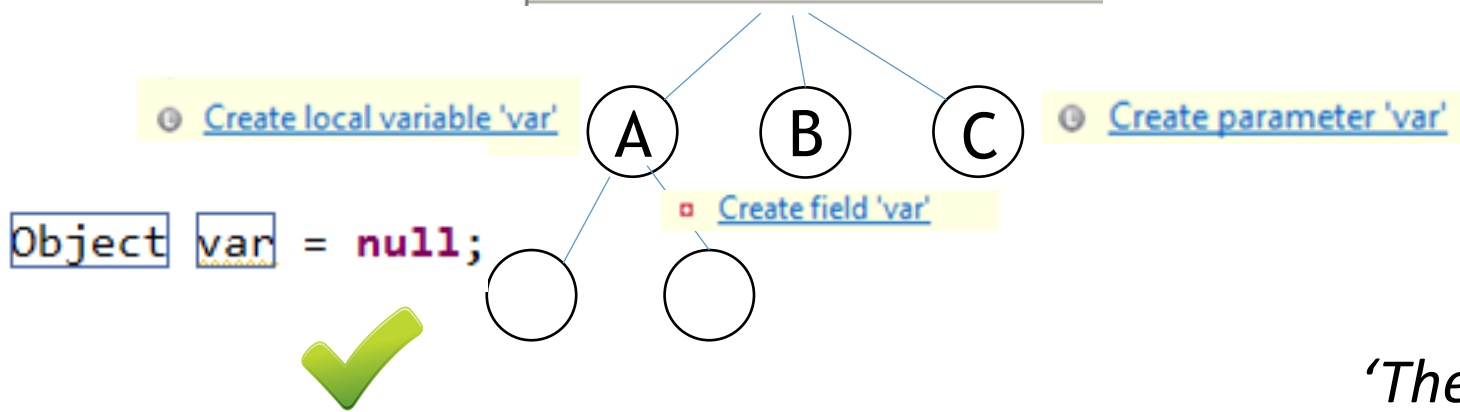 Create local variable 'var'
A
B
C
Create parameter 'var'
Create field 'var'
Object var = null;
‘The